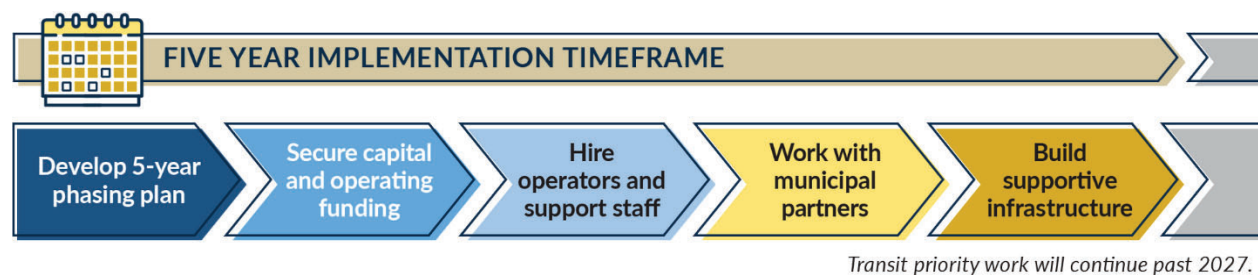 FIVE YEAR IMPLEMENTATION TIMEFRAME
Develop 5-year
phasing plan
Secure capital
and operating
funding
Hire
operators and
support staff
Work with
municipal
partners
Build
supportive
infrastructure
Transit priority work will continue past 2027.